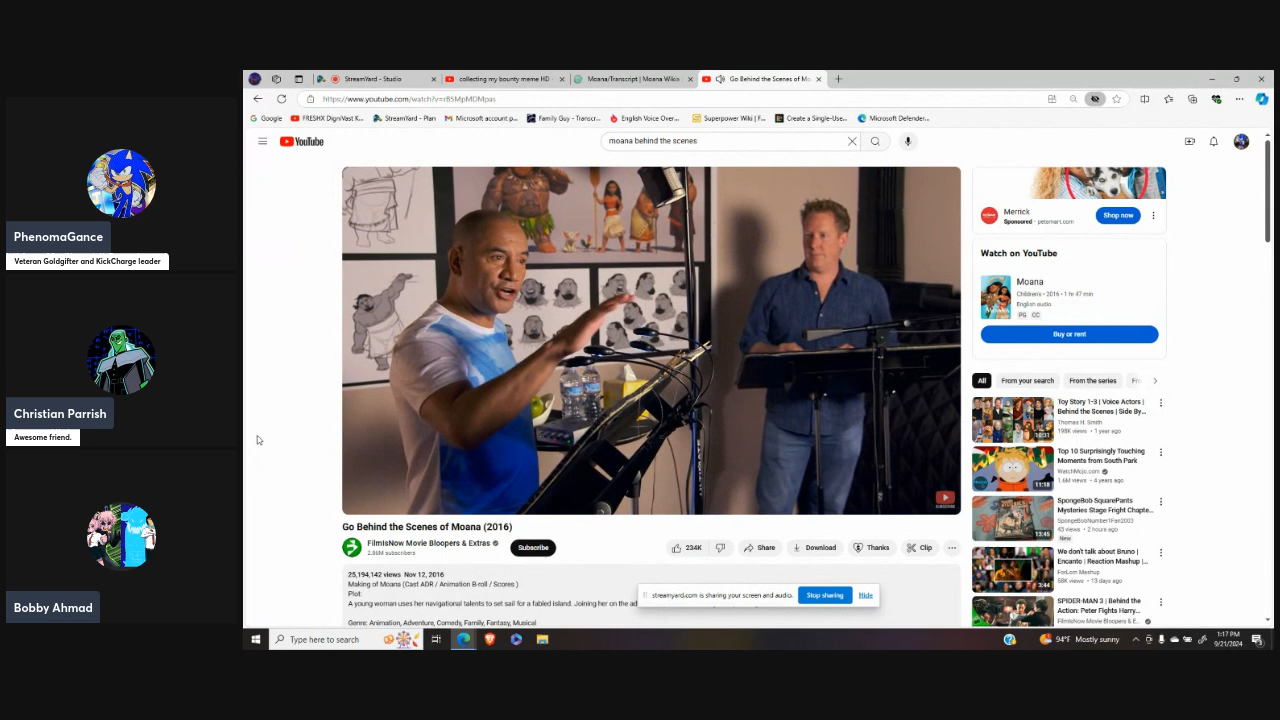 PhenomaGance
Veteran Goldgifter and KickCharge leader
Christian Parrish
Awesome friend.
Bobby Ahmad
StreamYard - Studio
collecting my bounty meme HD -
Moana/Transcript | Moana Wiki
Go Behind the Scenes of Mo
https://www.youtube.com/watch?v=r65MpMDMpas
Google
FRESHX DigniVast K...
StreamYard + Plan
Microsoft account p...
Family Guy - Transcr...
English Voice Over...
Superpower Wiki | F...
Create a Single-Use...
Microsoft Defender...
YouTube
moana behind the scenes
Merrick
Sponsored · petsmart.com
Shop now
Watch on YouTube
Moana
Children's • 2016 • 1 hr 47 min
English audio
PG CC
Buy or rent
All
From your search
From the series
Toy Story 1-3 | Voice Actors |
Behind the Scenes | Side By...
Thomas H. Smith
198K views • 1 year ago
10:31
Top 10 Surprisingly Touching
Moments from South Park
WatchMojo.com
1.6M views • 4 years ago
11:18
SpongeBob SquarePants
Mysteries Stage Fright Chapte...
SpongeBobNumber1Fan2003
43 views • 2 hours ago
New
13:45
We don't talk about Bruno |
Encanto | Reaction Mashup |...
ForLorn Mashup
58K views • 13 days ago
3:44
SPIDER-MAN 3 | Behind the
Action: Peter Fights Harry...
FilmIsNow Movie Bloopers & E...
Go Behind the Scenes of Moana (2016)
FilmIsNow Movie Bloopers & Extras
Subscribe
234K
Share
Download
Thanks
Clip
25,194,142 views Nov 12, 2016
Making of Moana (Cast ADR / Animation B-roll / Scores )
Plot:
A young woman uses her navigational talents to set sail for a fabled island. Joining her on the ad
Genre: Animation, Adventure, Comedy, Family, Fantasy, Musical
streamyard.com is sharing your screen and audio.
Stop sharing
Hide
Type here to search
94°F Mostly sunny
1:17 PM
9/21/2024